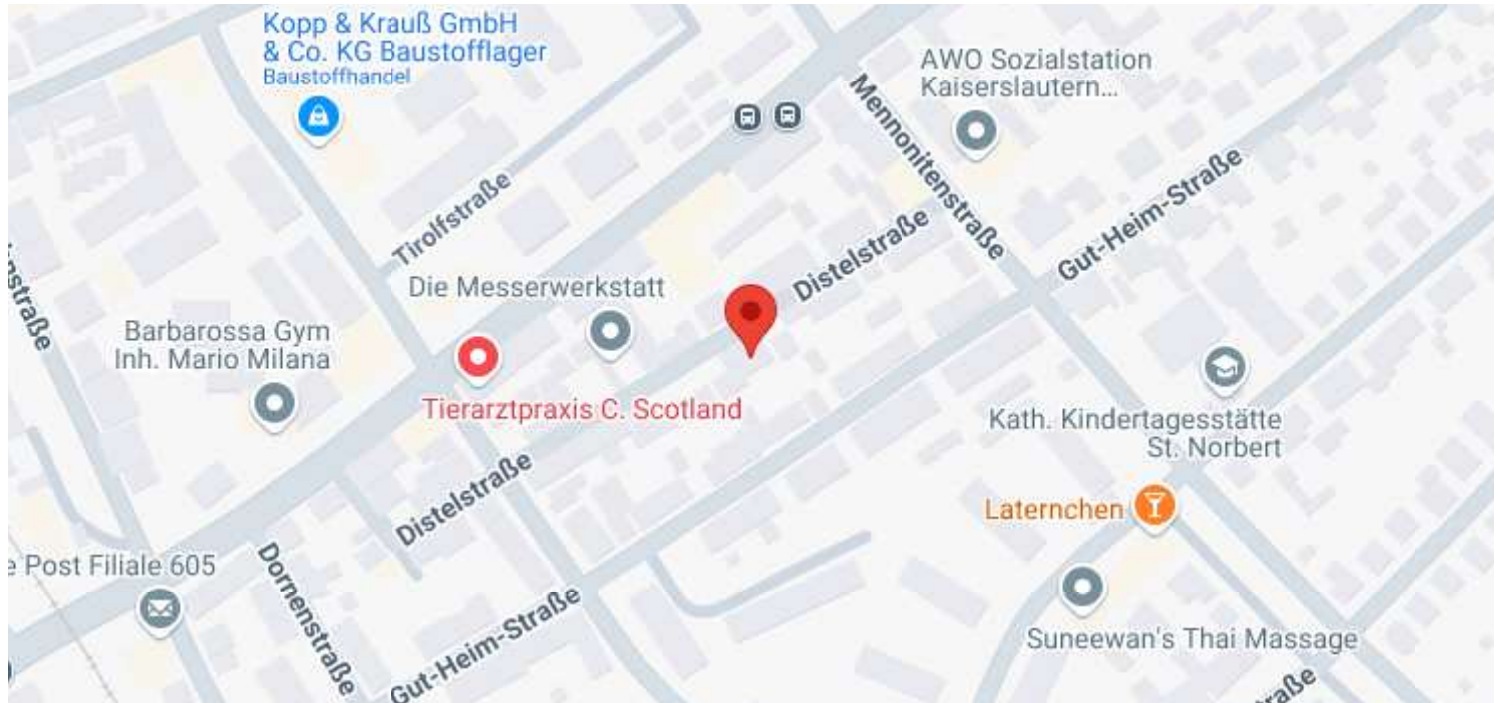 Kopp & Krauß GmbH
& Co. KG Baustofflager
Baustoffhandel
AWO Sozialstation
Kaiserslautern...
Mennonitenstraße
Tirolfstraße
Gut-Heim-Straße
Distelstraße
Die Messerwerkstatt
Barbarossa Gym
Inh. Mario Milana
Tierarztpraxis C. Scotland
Kath. Kindertagesstätte
St. Norbert
Distelstraße
Laternchen
e Post Filiale 605
Dornenstraße
Gut-Heim-Straße
Suneewan's Thai Massage